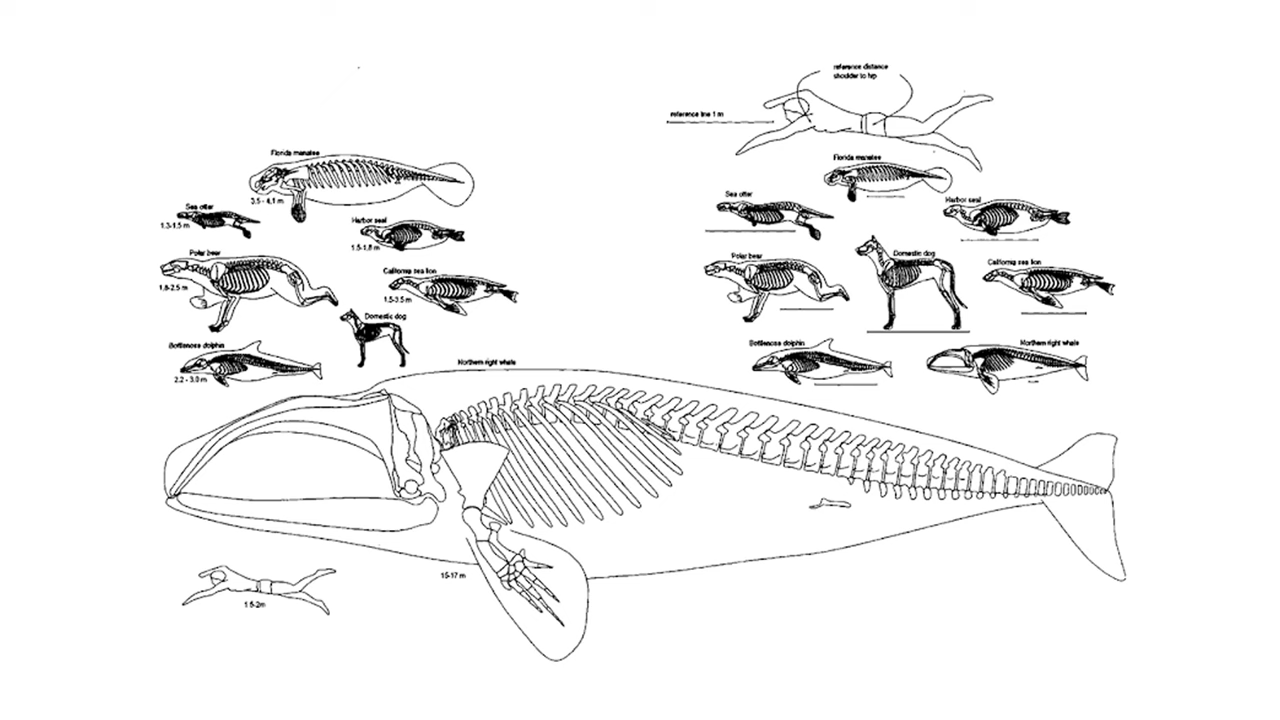 reference distance
shoulder to hip
reference line 1 m
Florida manatee
3.5 - 4.1 m
Sea otter
1.3-1.5 m
Harbor seal
1.5-1.8 m
Polar bear
1.8-2.5 m
California sea lion
1.5-3.5 m
Domestic dog
Bottlenose dolphin
2.2 - 3.0 m
Northern right whale
15-17 m
1.5-2m
Florida manatee
Sea otter
Harbor seal
Polar bear
Domestic dog
California sea lion
Bottlenose dolphin
Northern right whale